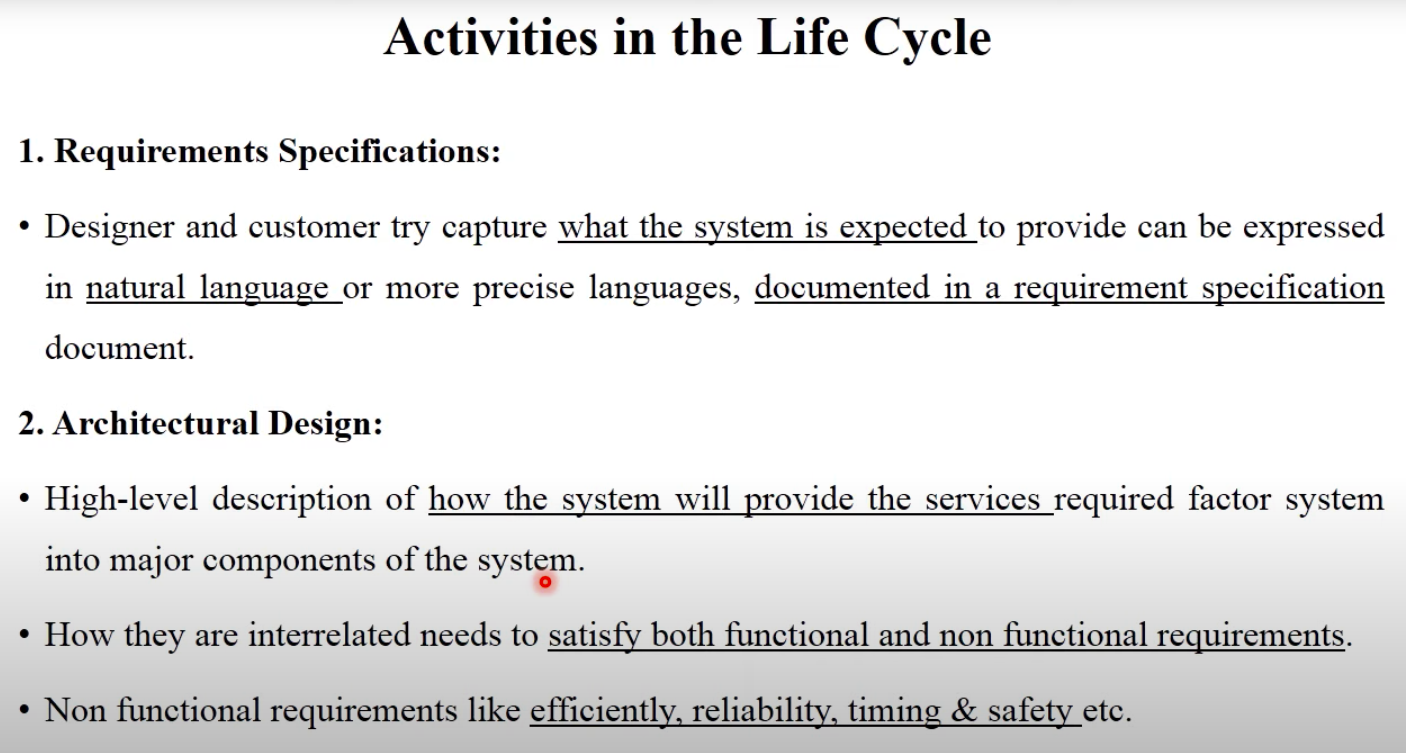 Activities in the Life Cycle
1. Requirements Specifications:
• Designer and customer try capture what the system is expected to provide can be expressed
in natural language or more precise languages, documented in a requirement specification
document.
2. Architectural Design:
• High-level description of how the system will provide the services required factor system
into major components of the system.
• How they are interrelated needs to satisfy both functional and non functional requirements.
• Non functional requirements like efficiently, reliability, timing & safety etc.